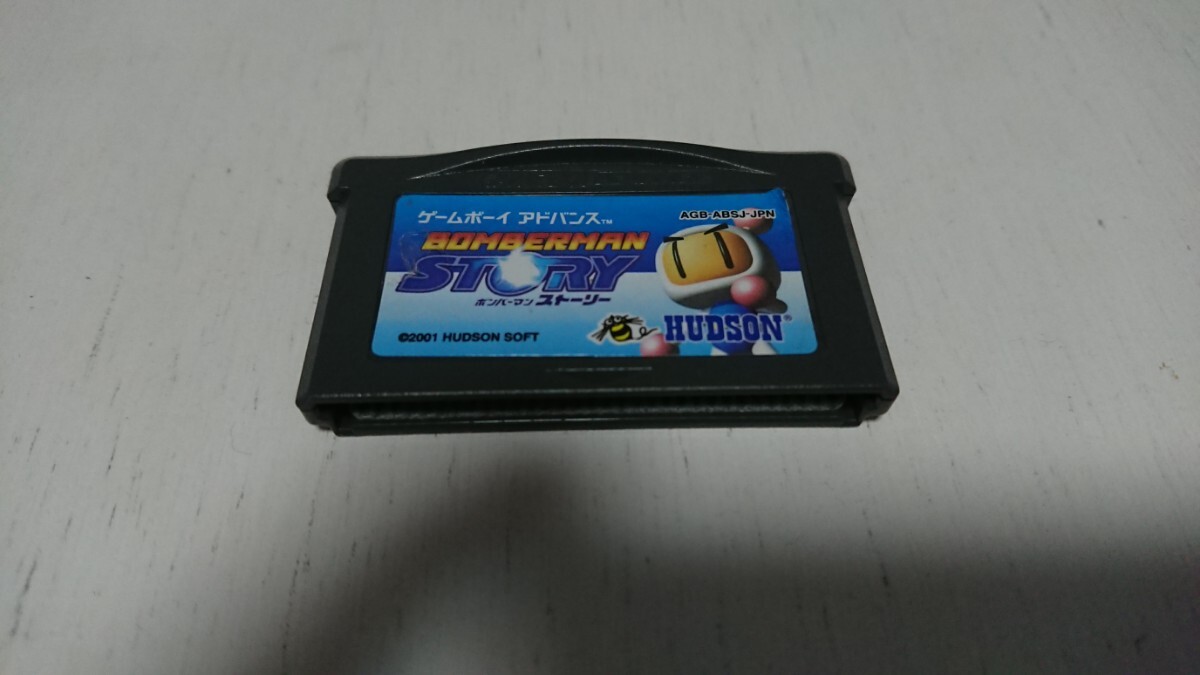 ゲームボーイ アドバンス™
AGB-ABSJ-JPN
BOMBERMAN
STORY
ボンバーマン ストーリー
©2001 HUDSON SOFT
HUDSON®